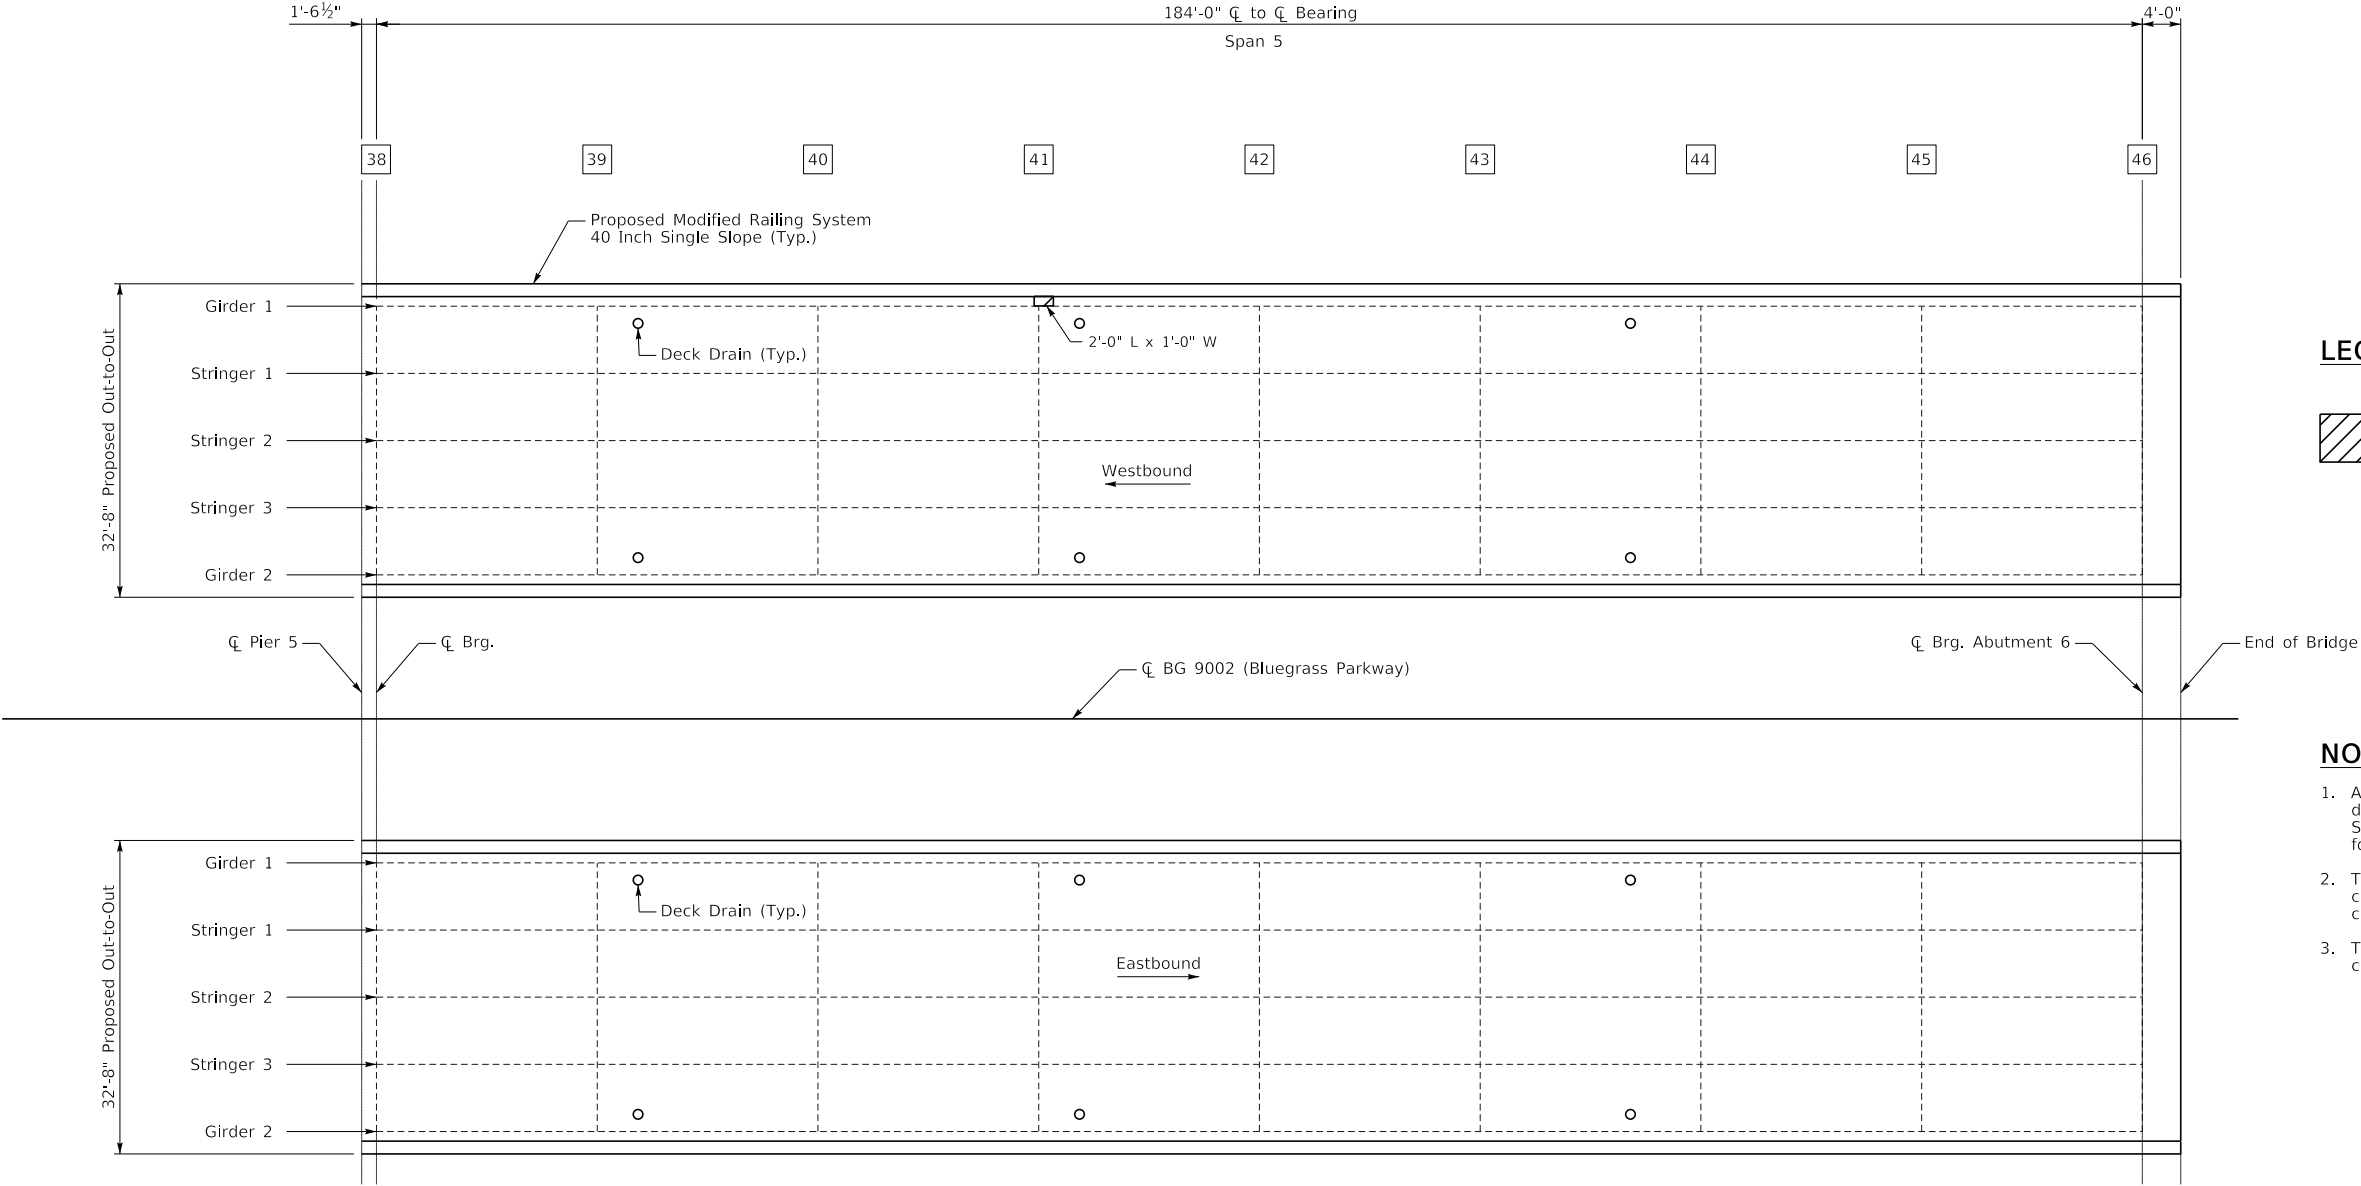 1'-6½"
184'-0" ℄ to ℄ Bearing
4'-0"
Span 5
38
39
40
41
42
43
44
45
46
Proposed Modified Railing System
40 Inch Single Slope (Typ.)
32'-8" Proposed Out-to-Out
Girder 1
Stringer 1
Stringer 2
Stringer 3
Girder 2
Deck Drain (Typ.)
2'-0" L x 1'-0" W
Westbound
℄ Pier 5
℄ Brg.
℄ Brg. Abutment 6
End of Bridge
℄ BG 9002 (Bluegrass Parkway)
32'-8" Proposed Out-to-Out
Girder 1
Stringer 1
Stringer 2
Stringer 3
Girder 2
Deck Drain (Typ.)
Eastbound
1.
2.
3.